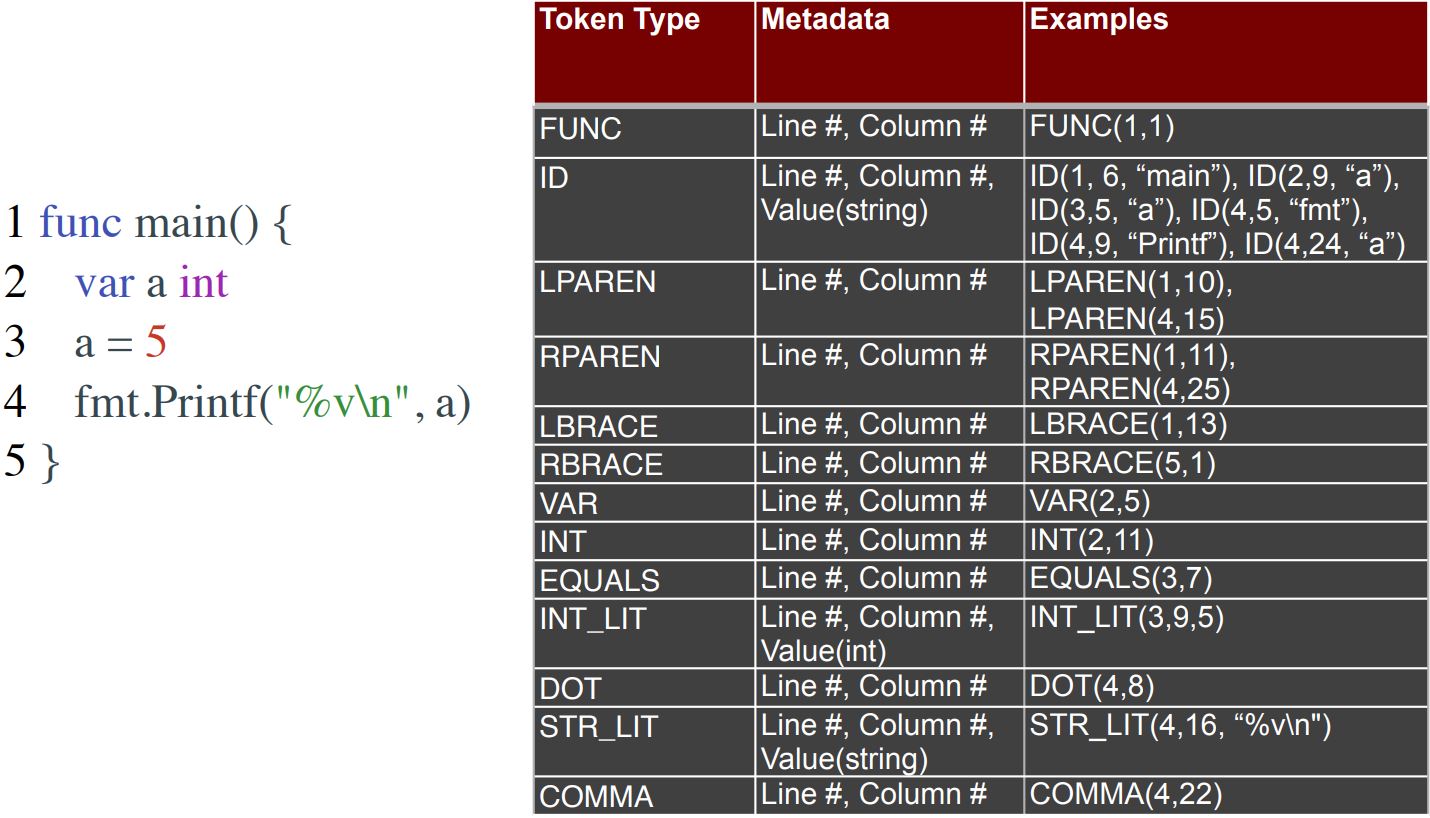 1 func main() {
2 var a int
3 a = 5
4 fmt.Printf("%v\n", a)
5 }
Token Type Metadata Examples
FUNC Line #, Column # FUNC(1,1)
ID Line #, Column #, ID(1, 6, “main”), ID(2,9, “a”),
Value(string) ID(3,5, “a”), ID(4,5, “fmt”),
ID(4,9, “Printf”), ID(4,24, “a”)
LPAREN Line #, Column # LPAREN(1,10),
LPAREN(4,15)
RPAREN Line #, Column # RPAREN(1,11),
RPAREN(4,25)
LBRACE Line #, Column # LBRACE(1,13)
RBRACE Line #, Column # RBRACE(5,1)
VAR Line #, Column # VAR(2,5)
INT Line #, Column # INT(2,11)
EQUALS Line #, Column # EQUALS(3,7)
INT_LIT Line #, Column #, INT_LIT(3,9,5)
Value(int)
DOT Line #, Column # DOT(4,8)
STR_LIT Line #, Column #, STR_LIT(4,16, “%v\n")
Value(string)
COMMA Line #, Column # COMMA(4,22)